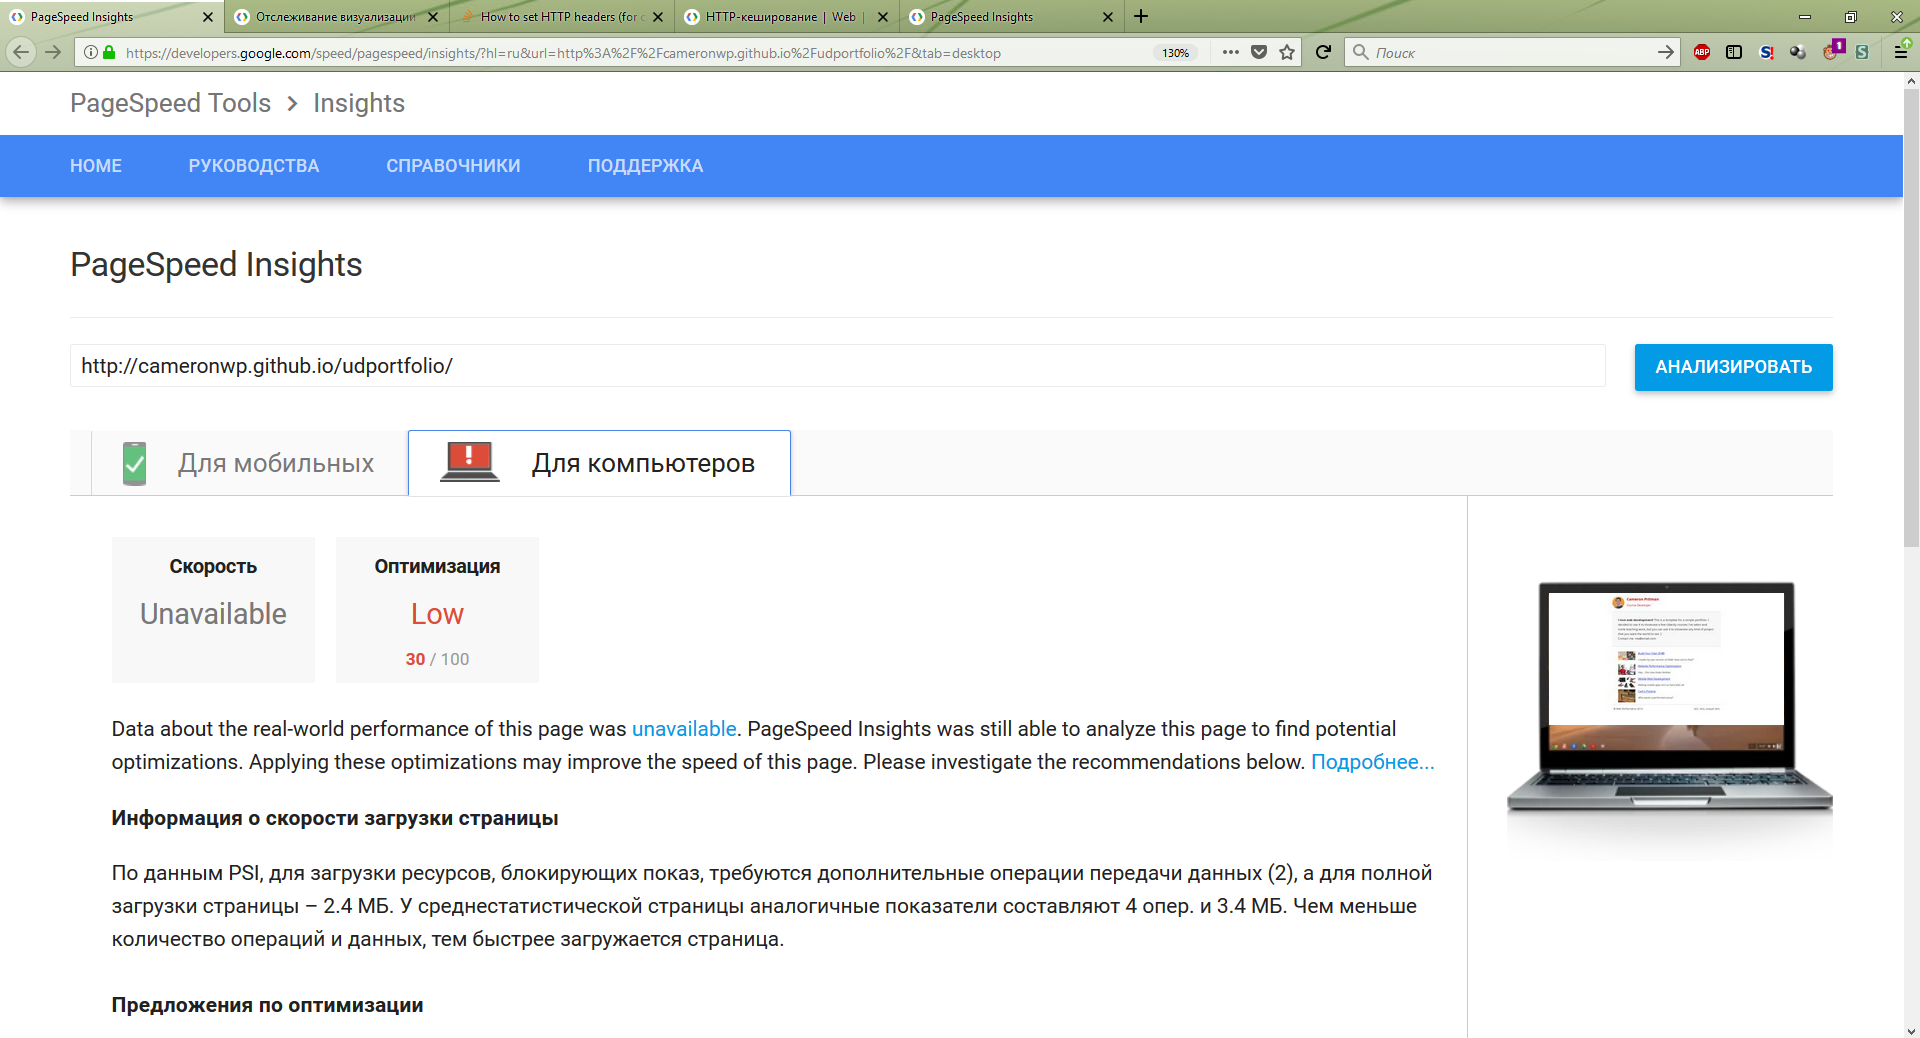 PageSpeed Insights
Отслеживание визуализации
How to set HTTP headers (for c
HTTP-кеширование | Web |
PageSpeed Insights
https://developers.google.com/speed/pagespeed/insights/?hl=ru&url=http%3A%2F%2Fcameronwp.github.io%2Fudportfolio%2F&tab=desktop
130%
Поиск
ABP
S!
1
S
PageSpeed Tools > Insights
HOME
РУКОВОДСТВА
СПРАВОЧНИКИ
ПОДДЕРЖКА
PageSpeed Insights
http://cameronwp.github.io/udportfolio/
АНАЛИЗИРОВАТЬ
Для мобильных
Для компьютеров
Скорость
Unavailable
Оптимизация
Low
30 / 100
Data about the real-world performance of this page was unavailable. PageSpeed Insights was still able to analyze this page to find potential
optimizations. Applying these optimizations may improve the speed of this page. Please investigate the recommendations below. Подробнее...
Информация о скорости загрузки страницы
По данным PSI, для загрузки ресурсов, блокирующих показ, требуются дополнительные операции передачи данных (2), а для полной
загрузки страницы – 2.4 МБ. У среднестатистической страницы аналогичные показатели составляют 4 опер. и 3.4 МБ. Чем меньше
количество операций и данных, тем быстрее загружается страница.
Предложения по оптимизации
Cameron Pittman